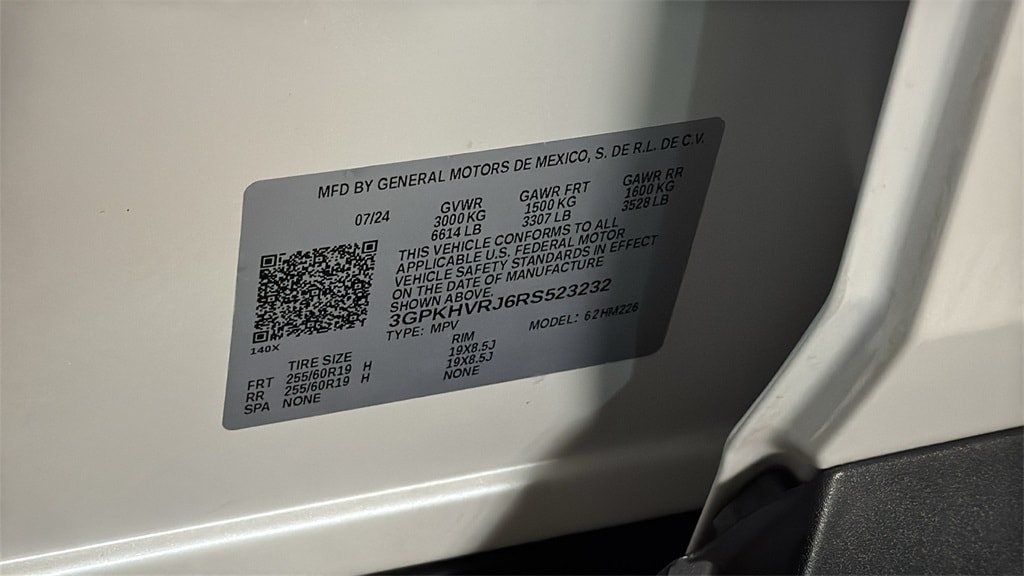 MFD BY GENERAL MOTORS DE MEXICO, S. DE R.L. DE C.V.
07/24 GVWR GAWR FRT GAWR RR
3000 KG 1500 KG 1600 KG
6614 LB 3307 LB 3528 LB
THIS VEHICLE CONFORMS TO ALL
APPLICABLE U.S. FEDERAL MOTOR
VEHICLE SAFETY STANDARDS IN EFFECT
ON THE DATE OF MANUFACTURE
SHOWN ABOVE
3GPKHVRJ6RS523232
TYPE: MPV MODEL: 62HM226
140X
TIRE SIZE RIM
FRT 255/60R19 H 19X8.5J
RR 255/60R19 H 19X8.5J
SPA NONE NONE